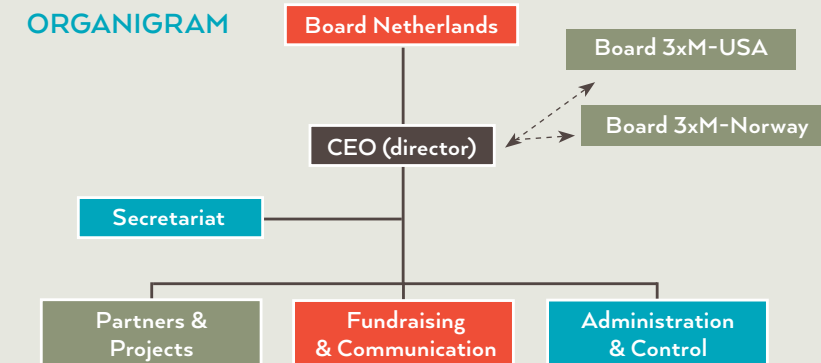 ORGANIGRAM
Board Netherlands
Board 3xM-USA
Board 3xM-Norway
CEO (director)
Secretariat
Partners &
Projects
Fundraising
& Communication
Administration
& Control